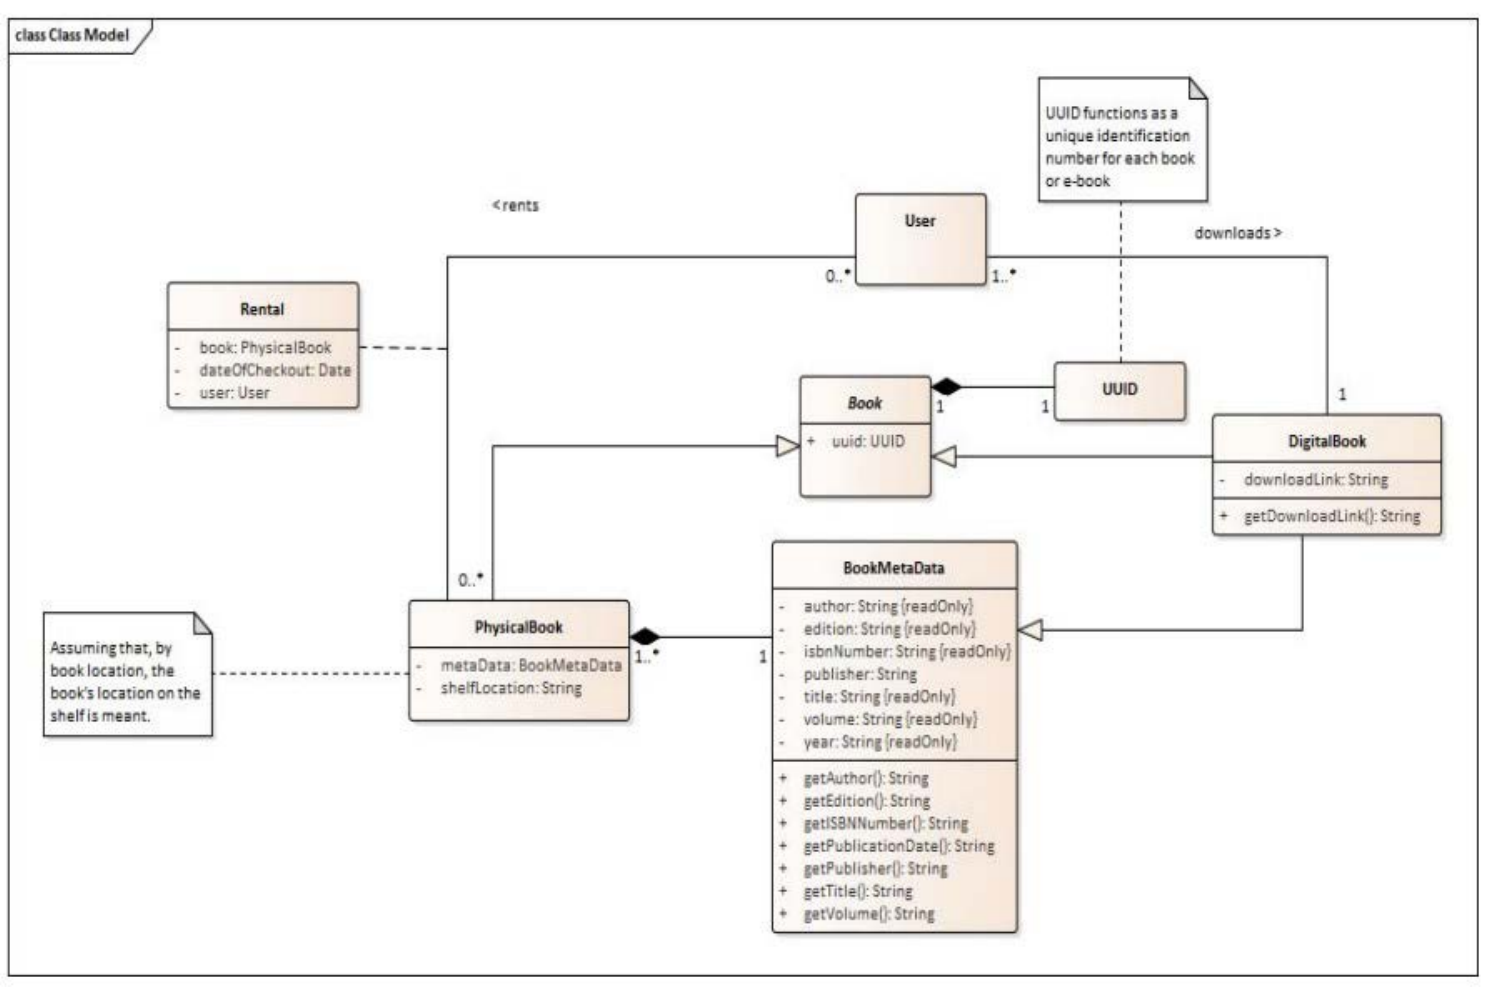 class Class Model
UUID functions as a
unique identification
number for each book
or e-book
< rents
User
downloads >
0..*
1..*
Rental
- book: PhysicalBook
- dateOfCheckout: Date
- user: User
Book
+ uuid: UUID
1
1
UUID
1
DigitalBook
- downloadLink: String
+ getDownloadLink(): String
0..*
PhysicalBook
- metaData: BookMetaData
- shelfLocation: String
1..*
1
Assuming that, by
book location, the
book's location on the
shelf is meant.
BookMetaData
- author: String {readOnly}
- edition: String {readOnly}
- isbnNumber: String {readOnly}
- publisher: String
- title: String {readOnly}
- volume: String {readOnly}
- year: String {readOnly}
+ getAuthor(): String
+ getEdition(): String
+ getISBNNumber(): String
+ getPublicationDate(): String
+ getPublisher(): String
+ getTitle(): String
+ getVolume(): String